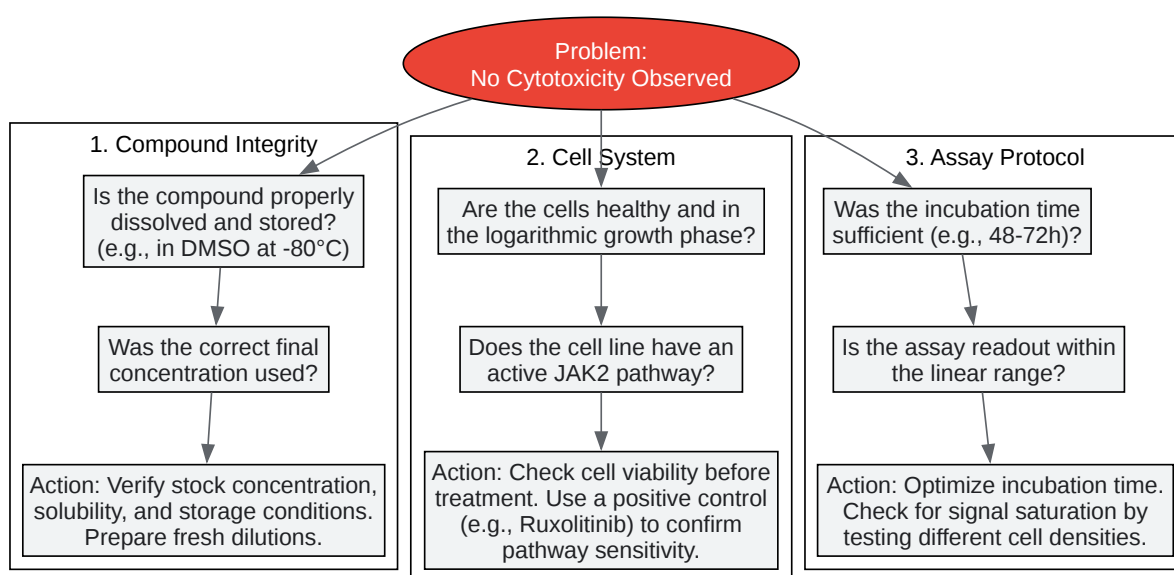 Problem:
No Cytotoxicity Observed
1. Compound Integrity
Is the compound properly
dissolved and stored?
(e.g., in DMSO at -80°C)
Was the correct final
concentration used?
Action: Verify stock concentration,
solubility, and storage conditions.
Prepare fresh dilutions.
2. Cell System
Are the cells healthy and in
the logarithmic growth phase?
Does the cell line have an
active JAK2 pathway?
Action: Check cell viability before
treatment. Use a positive control
(e.g., Ruxolitinib) to confirm
pathway sensitivity.
3. Assay Protocol
Was the incubation time
sufficient (e.g., 48-72h)?
Is the assay readout within
the linear range?
Action: Optimize incubation time.
Check for signal saturation by
testing different cell densities.